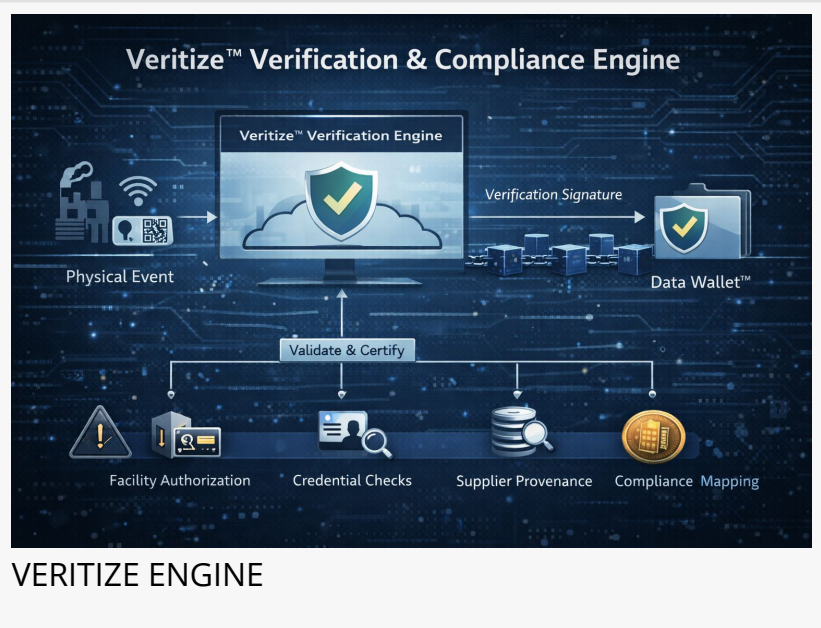 Veritize™ Verification & Compliance Engine
Veritize™ Verification Engine
Verification Signature
Physical Event
Data Wallet™
Validate & Certify
Facility Authorization
Credential Checks
Supplier Provenance
Compliance Mapping
VERITIZE ENGINE